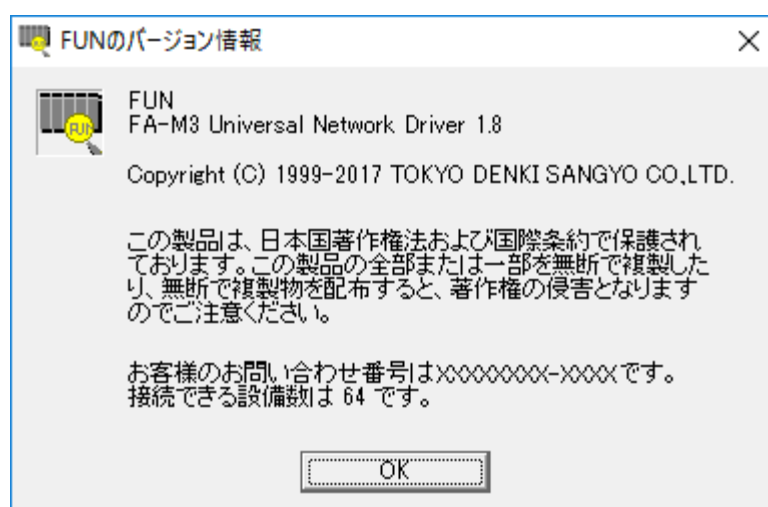 FUNのバージョン情報
FUN
FA-M3 Universal Network Driver 1.8
Copyright (C) 1999-2017 TOKYO DENKI SANGYO CO,LTD.
この製品は、日本国著作権法および国際条約で保護され
ております。この製品の全部または一部を無断で複製した
り、無断で複製物を配布すると、著作権の侵害となります
のでご注意ください。
お客様のお問い合わせ番号はXXXXXXXX-XXXXです。
接続できる設備数は 64 です。
OK